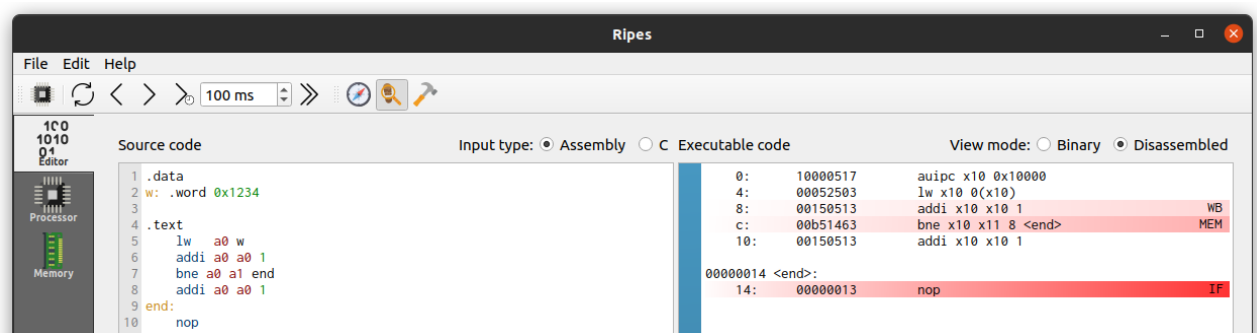 Ripes
File Edit Help
100 ms
Editor
Processor
Memory
Source code
Input type: Assembly C
1 .data
2 w: .word 0x1234
3
4 .text
5 lw a0 w
6 addi a0 a0 1
7 bne a0 a1 end
8 addi a0 a0 1
9 end:
10 nop
Executable code
View mode: Binary Disassembled
0: 10000517 auipc x10 0x10000
4: 00052503 lw x10 0(x10)
8: 00150513 addi x10 x10 1 WB
c: 00b51463 bne x10 x11 8 <end> MEM
10: 00150513 addi x10 x10 1
00000014 <end>:
14: 00000013 nop IF